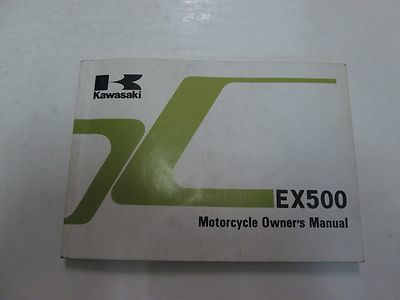 Kawasaki
EX500
Motorcycle Owner's Manual